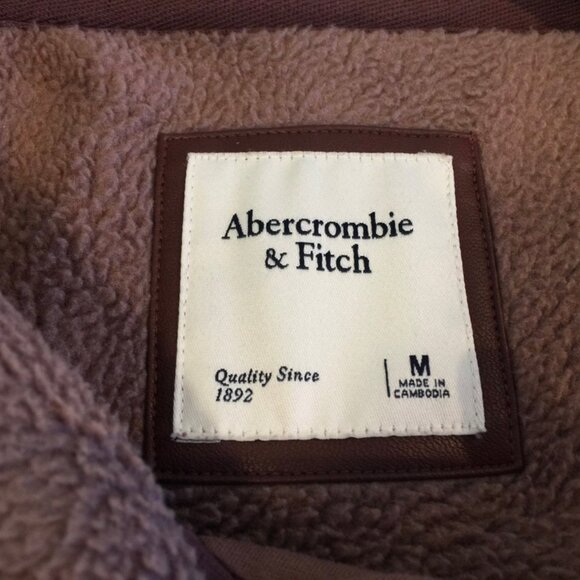 Abercrombie
& Fitch
Quality Since
1892
M
MADE IN
CAMBODIA